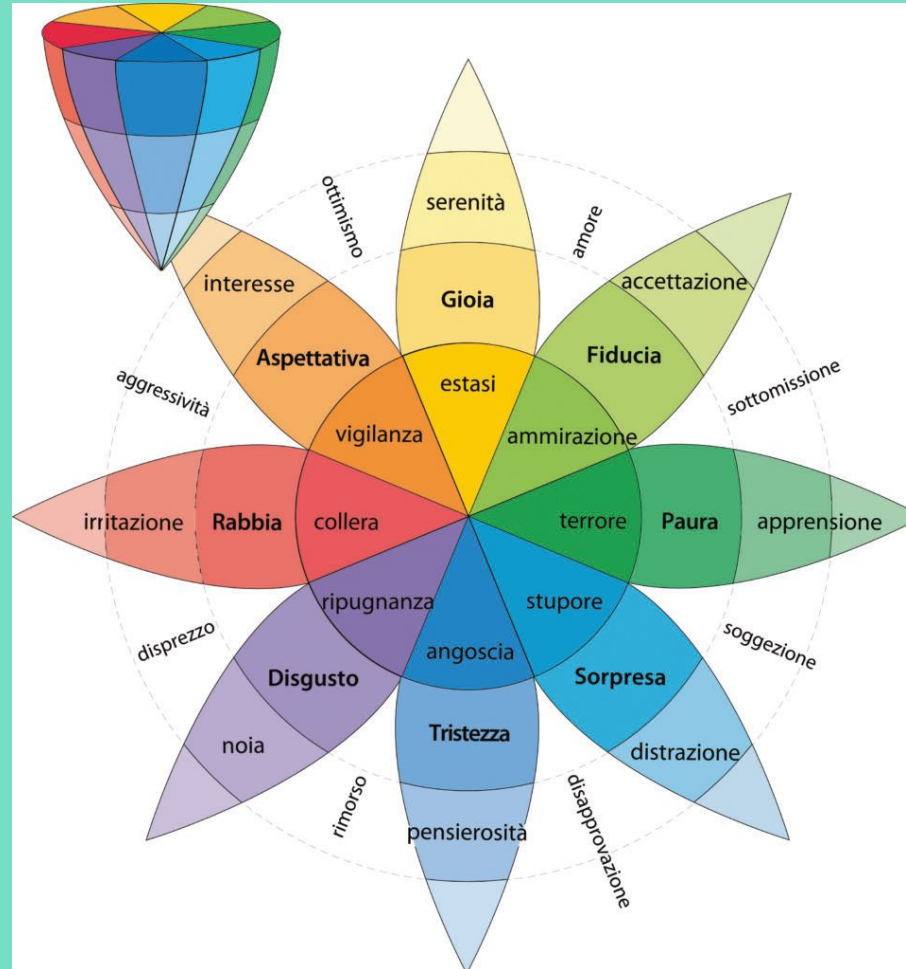 ottimismo
serenità
amore
interesse
accettazione
Gioia
Aspettativa
Fiducia
aggressività
estasi
sottomissione
vigilanza
ammirazione
irritazione
Rabbia
collera
terrore
Paura
apprensione
ripugnanza
stupore
disprezzo
angoscia
soggezione
Disgusto
Sorpresa
noia
Tristezza
distrazione
rimorso
pensierosità
disapprovazione